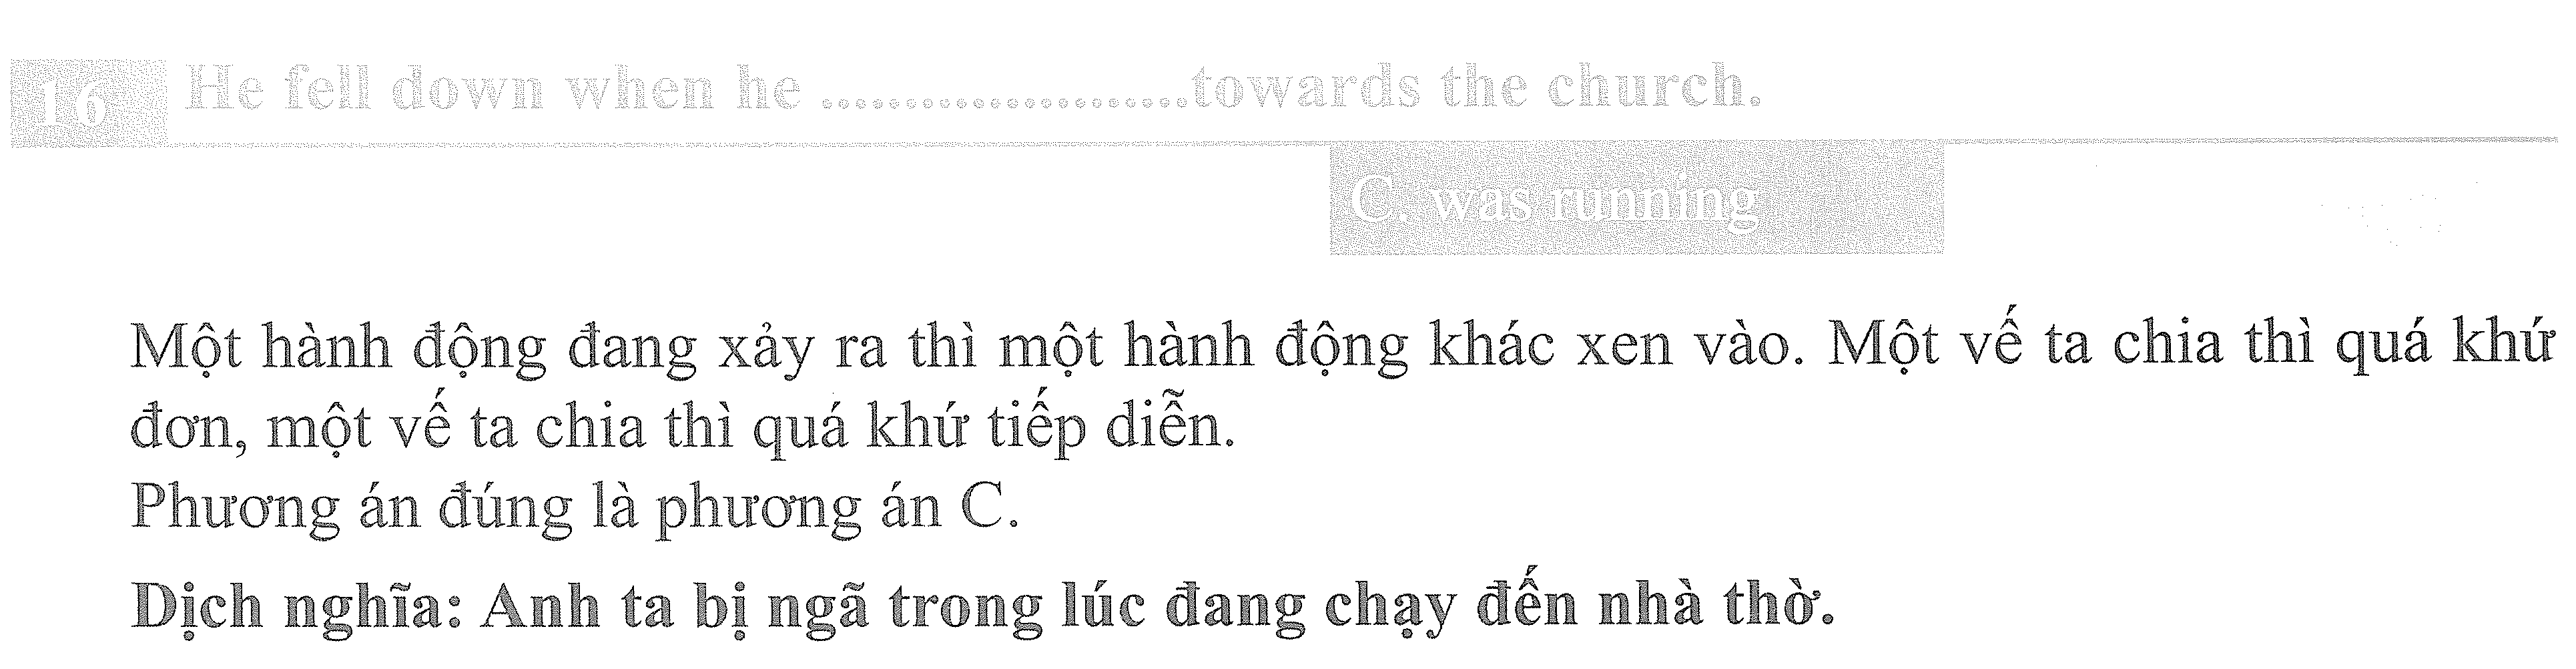 16 He fell down when he ......................towards the church.
C. was running
Một hành động đang xảy ra thì một hành động khác xen vào. Một vế ta chia thì quá khứ
đơn, một vế ta chia thì quá khứ tiếp diễn.
Phương án đúng là phương án C.
Dịch nghĩa: Anh ta bị ngã trong lúc đang chạy đến nhà thờ.